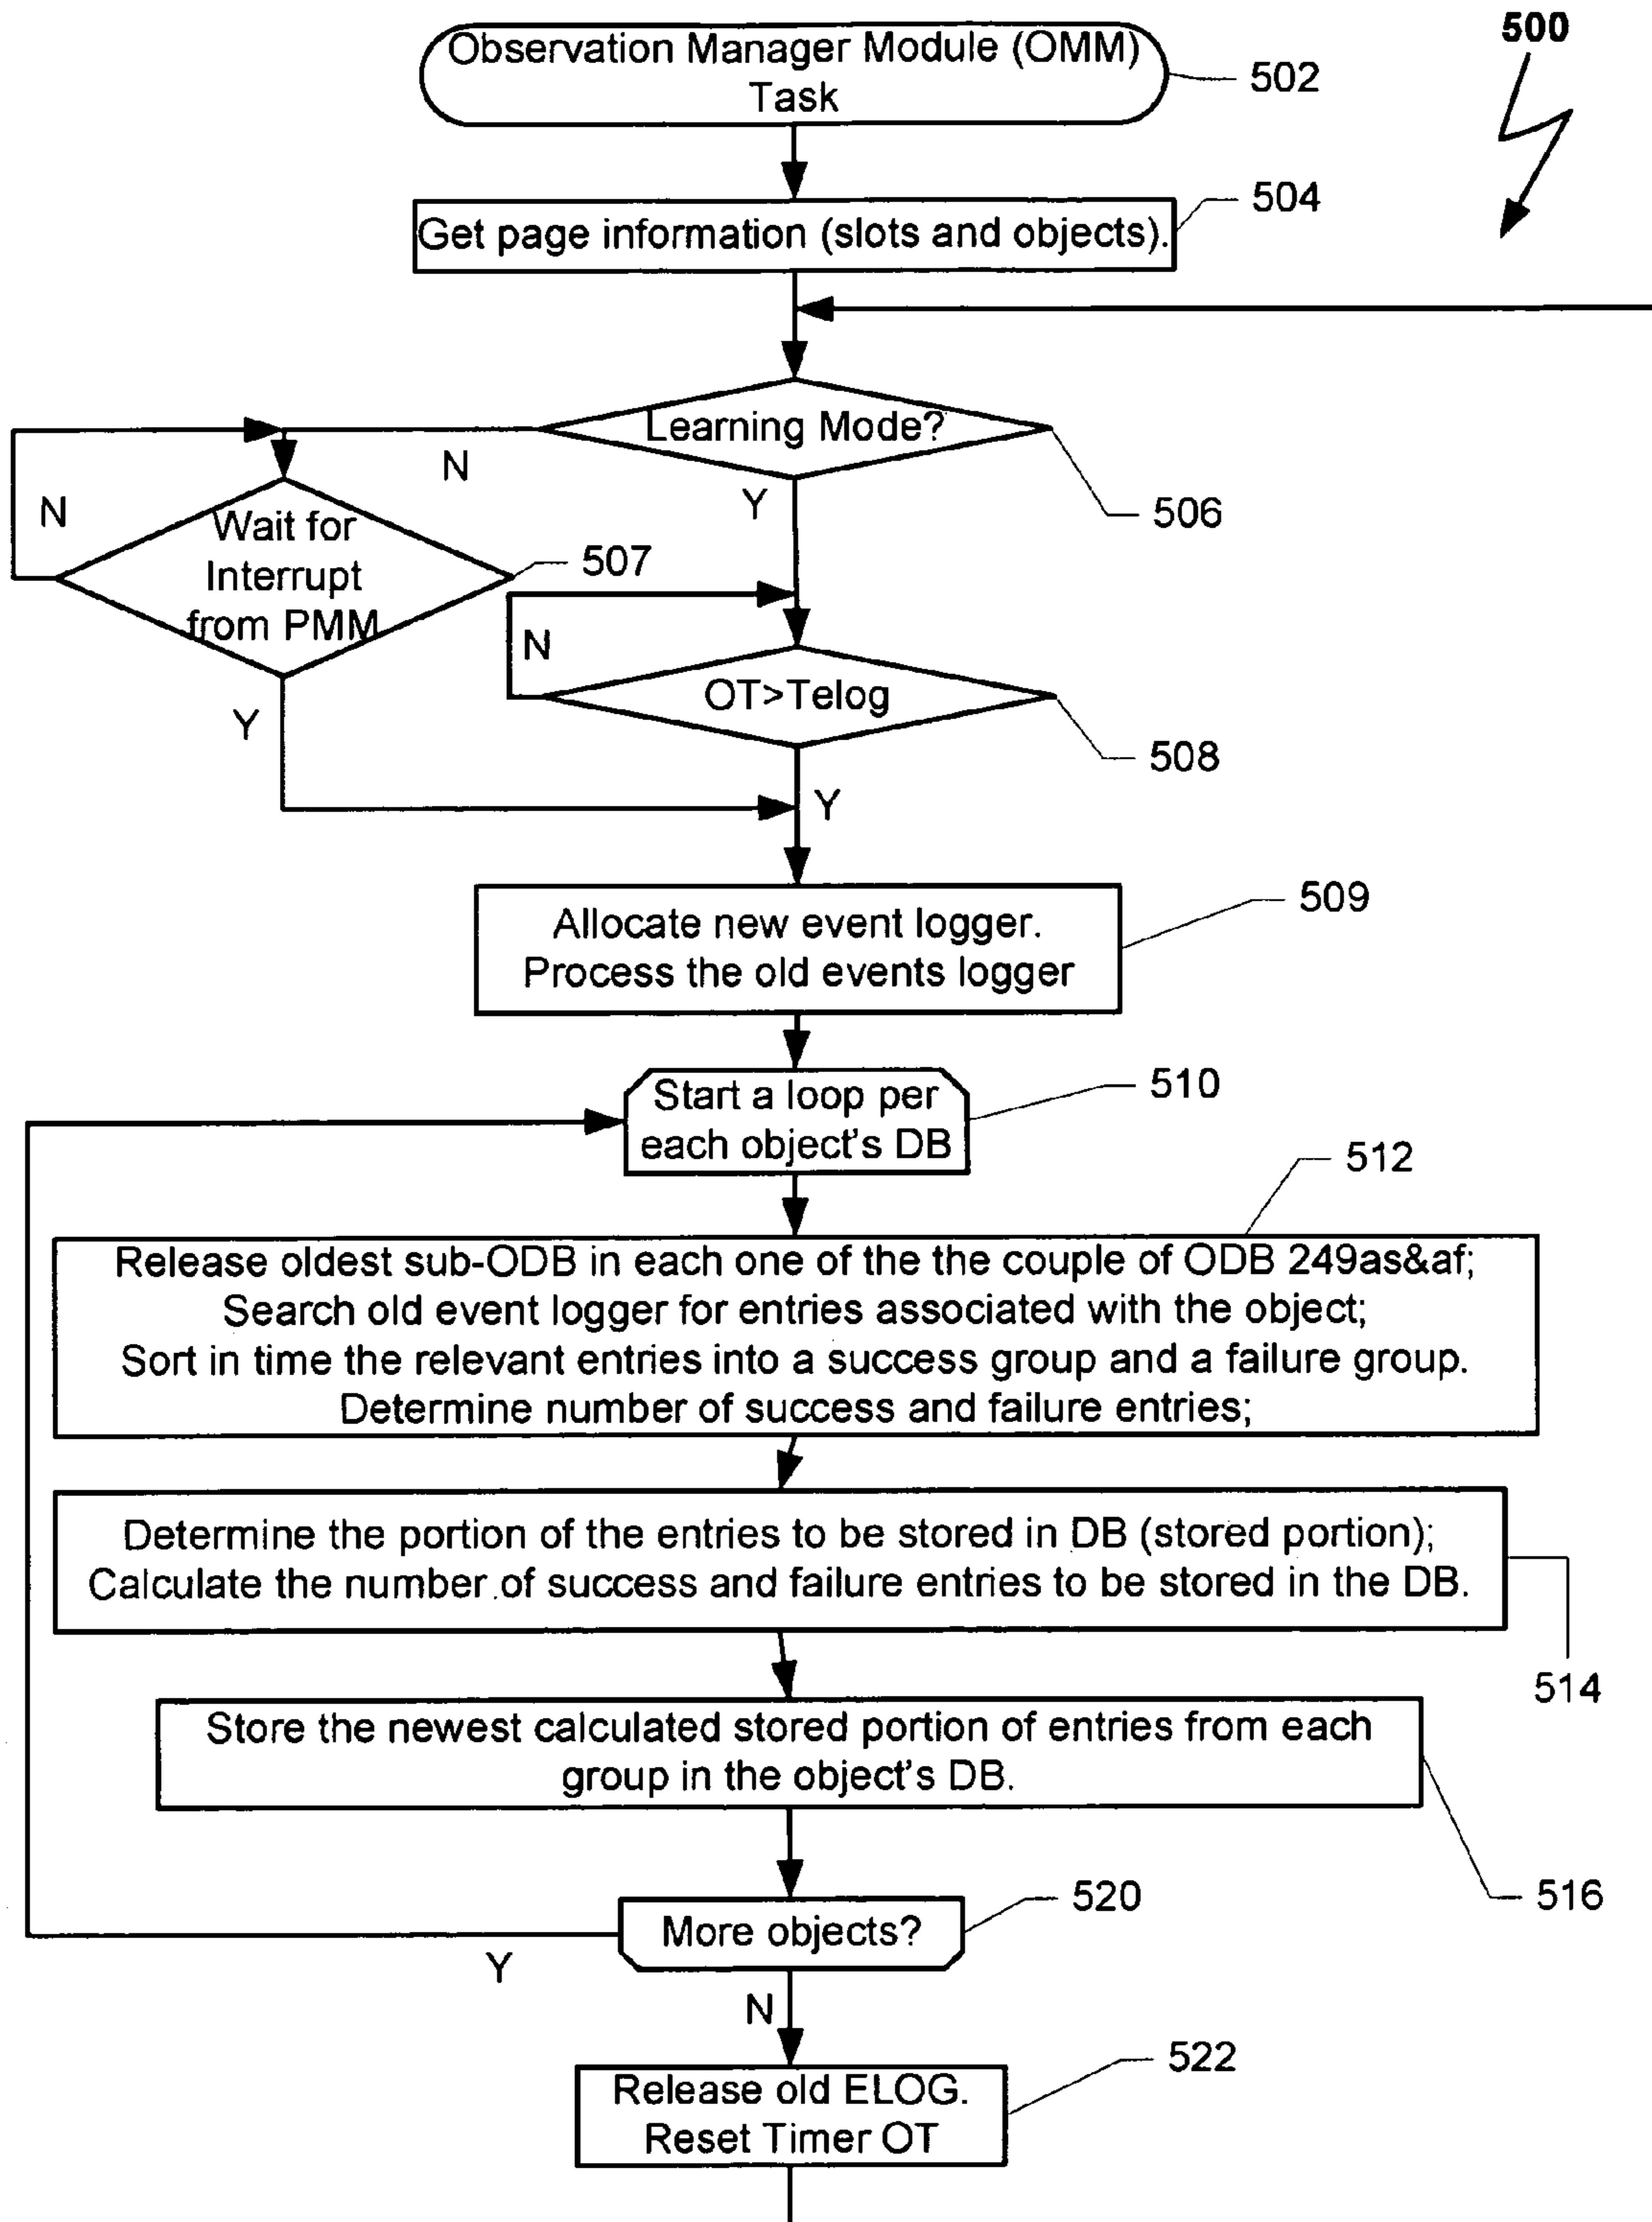 500
Observation Manager Module (OMM)
Task
502
504
Get page information (slots and objects).
Learning Mode?
N
Y
506
N
Wait for
Interrupt
from PMM
507
N
OT>Telog
508
Y
Y
509
Allocate new event logger.
Process the old events logger
Start a loop per
each object's DB
510
512
Release oldest sub-ODB in each one of the the couple of ODB 249as&af;
Search old event logger for entries associated with the object;
Sort in time the relevant entries into a success group and a failure group.
Determine number of success and failure entries;
Determine the portion of the entries to be stored in DB (stored portion);
Calculate the number of success and failure entries to be stored in the DB.
514
Store the newest calculated stored portion of entries from each
group in the object's DB.
516
520
More objects?
Y
N
522
Release old ELOG.
Reset Timer OT